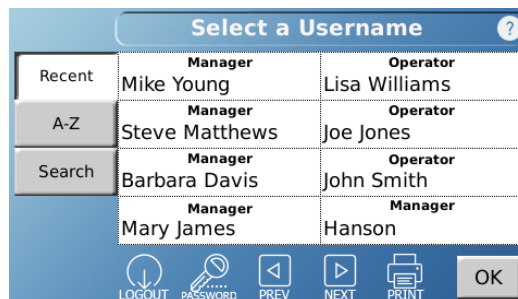 Select a Username
?
Recent
A-Z
Search
Manager Operator
Mike Young Lisa Williams
Manager Operator
Steve Matthews Joe Jones
Manager Operator
Barbara Davis John Smith
Manager Manager
Mary James Hanson
LOGOUT PASSWORD PREV NEXT PRINT OK